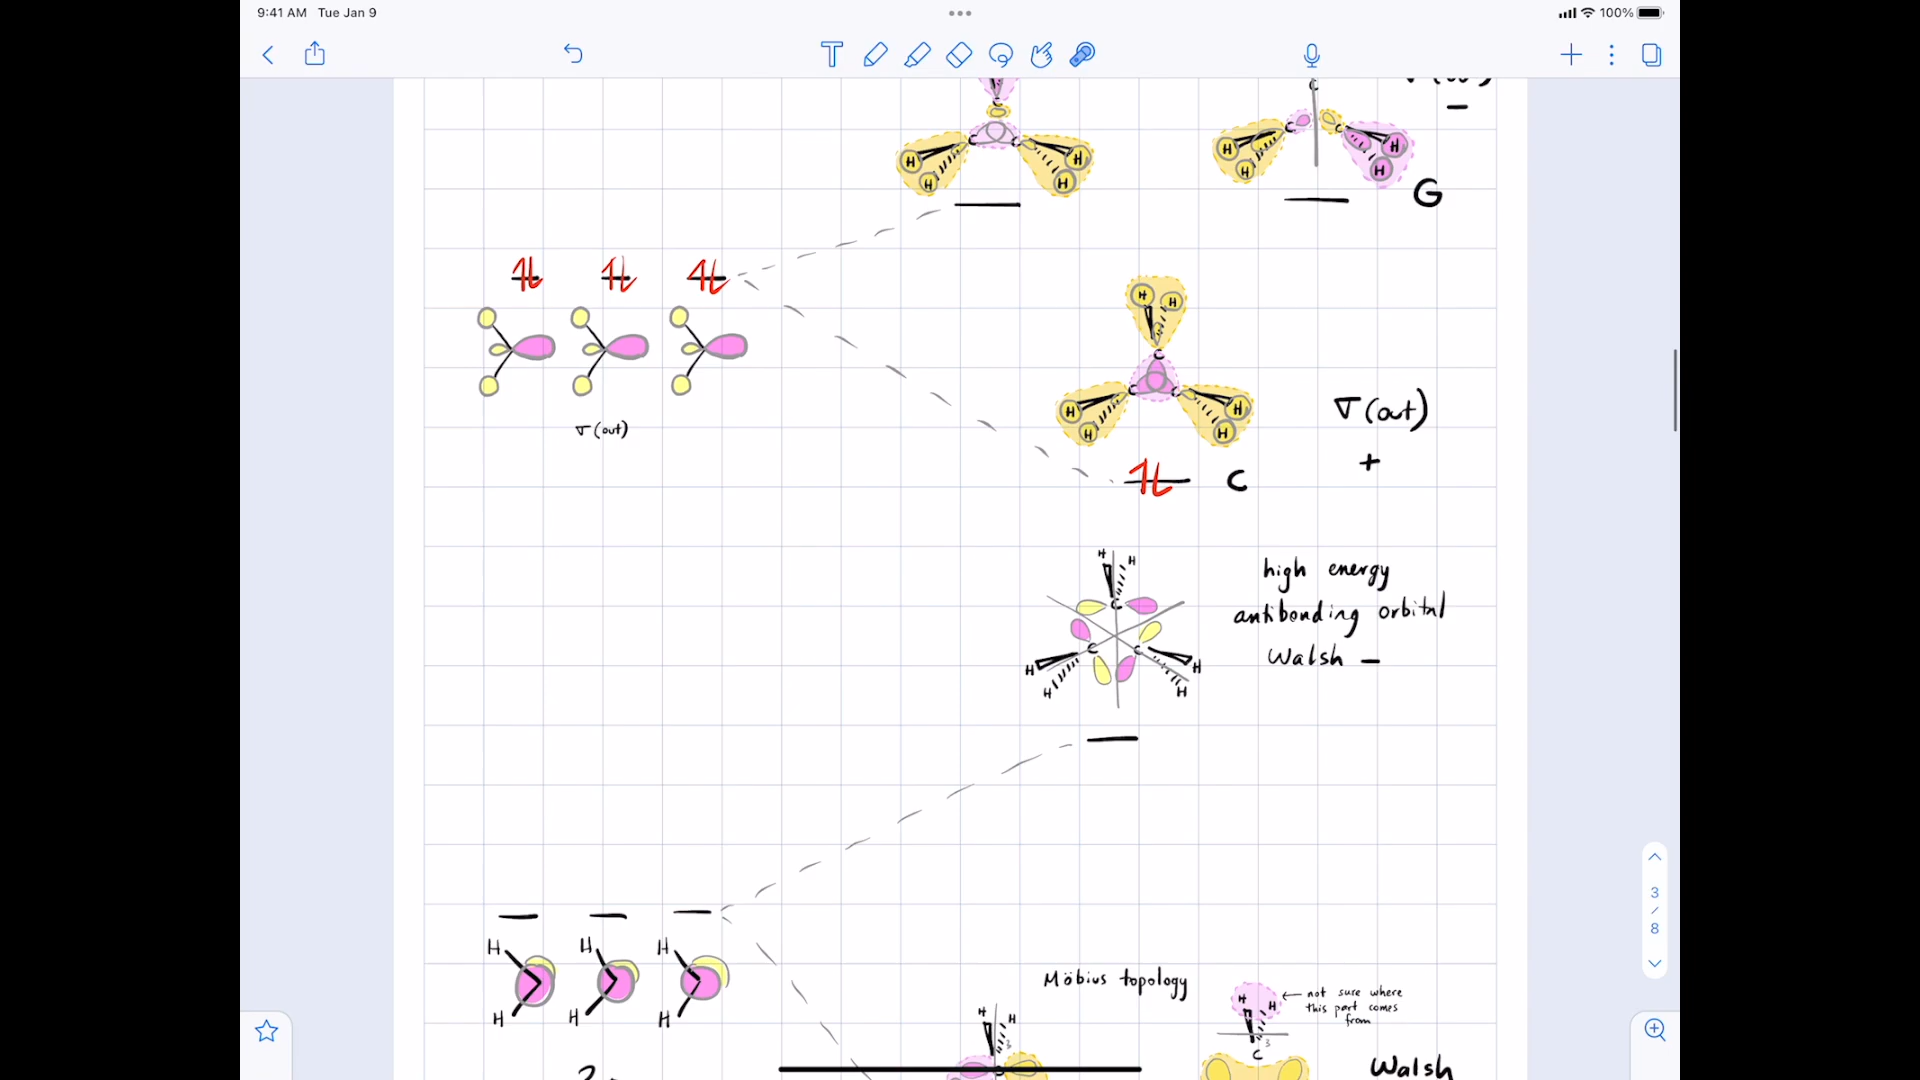 9:41 AM Tue Jan 9
100%
C
C C
C C
H H H H
H H H H
G
H H
C
C C
H H
H H
σ(out)
σ(out)
+
C
H H
C
C C
H H
H H
high energy
antibonding orbital
Walsh –
3
/
8
H H H
H H H
Möbius topology
H H
C
not sure where
this part comes
from
H H
Walsh